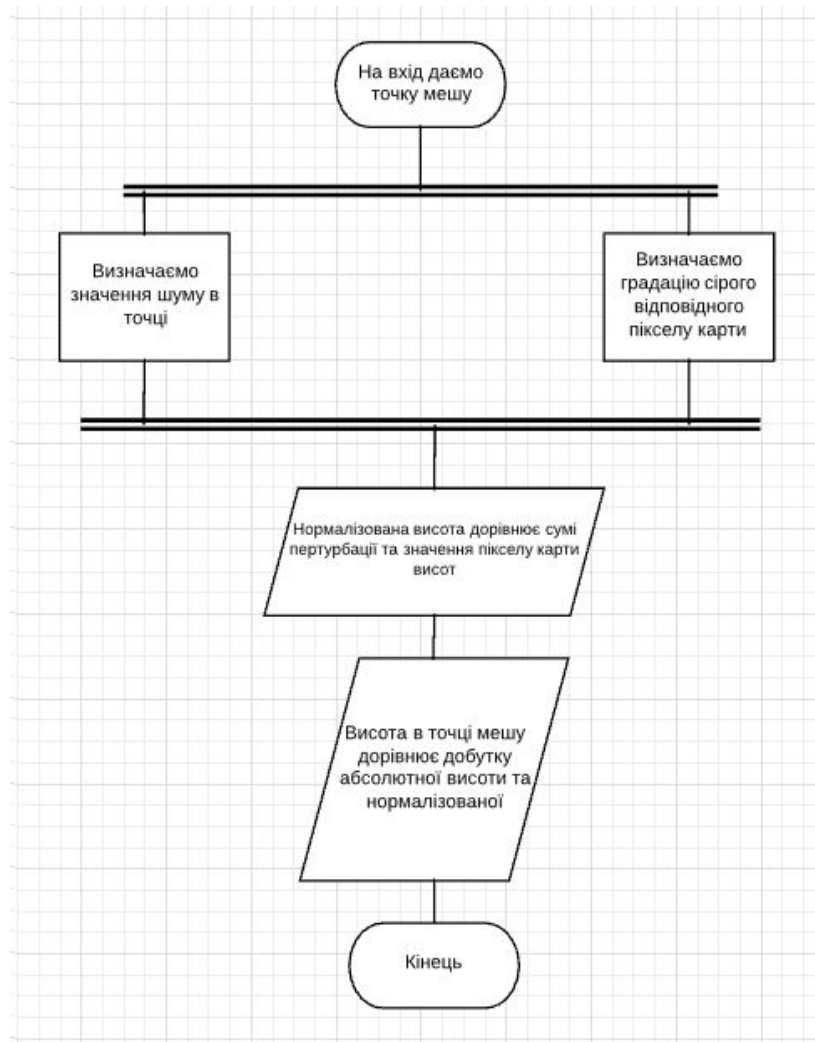 На вхід даємо
точку мешу
Визначаємо
значення шуму в
точці
Визначаємо
градацію сірого
відповідного
пікселу карти
Нормалізована висота дорівнює сумі
пертурбації та значення пікселу карти
висот
Висота в точці мешу
дорівнює добутку
абсолютної висоти та
нормалізованої
Кінець